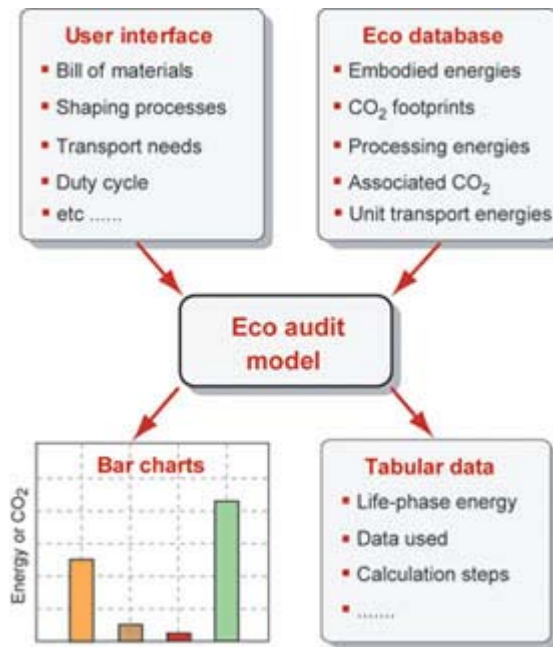 User interface
▪ Bill of materials
▪ Shaping processes
▪ Transport needs
▪ Duty cycle
▪ etc ......
Eco database
▪ Embodied energies
▪ CO₂ footprints
▪ Processing energies
▪ Associated CO₂
▪ Unit transport energies
Eco audit
model
Bar charts
Energy or CO₂
Tabular data
▪ Life-phase energy
▪ Data used
▪ Calculation steps
▪ .......